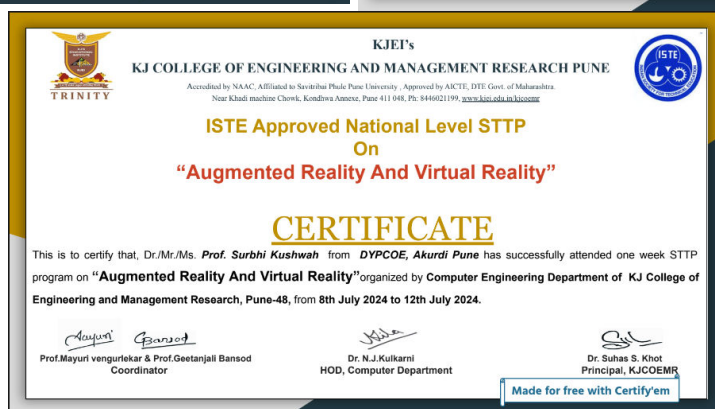 KJEI's
KJ COLLEGE OF ENGINEERING AND MANAGEMENT RESEARCH PUNE
Accredited by NAAC, Affiliated to Savitribai Phule Pune University , Approved by AICTE, DTE Govt. of Maharashtra
Near Khadi machine Chowk, Kondhwa Annexe, Pune 411 048, Ph: 8446021199, www.kjei.edu.in/kjcoemr
TRINITY
ISTE
ISTE Approved National Level STTP
On
“Augmented Reality And Virtual Reality”
CERTIFICATE
This is to certify that, Dr./Mr./Ms. Prof. Surbhi Kushwah from DYPCOE, Akurdi Pune has successfully attended one week STTP
program on “Augmented Reality And Virtual Reality”organized by Computer Engineering Department of KJ College of
Engineering and Management Research, Pune-48, from 8th July 2024 to 12th July 2024.
Prof.Mayuri vengurlekar & Prof.Geetanjali Bansod
Coordinator
Dr. N.J.Kulkarni
HOD, Computer Department
Dr. Suhas S. Khot
Principal, KJCOEMR
Made for free with Certify'em